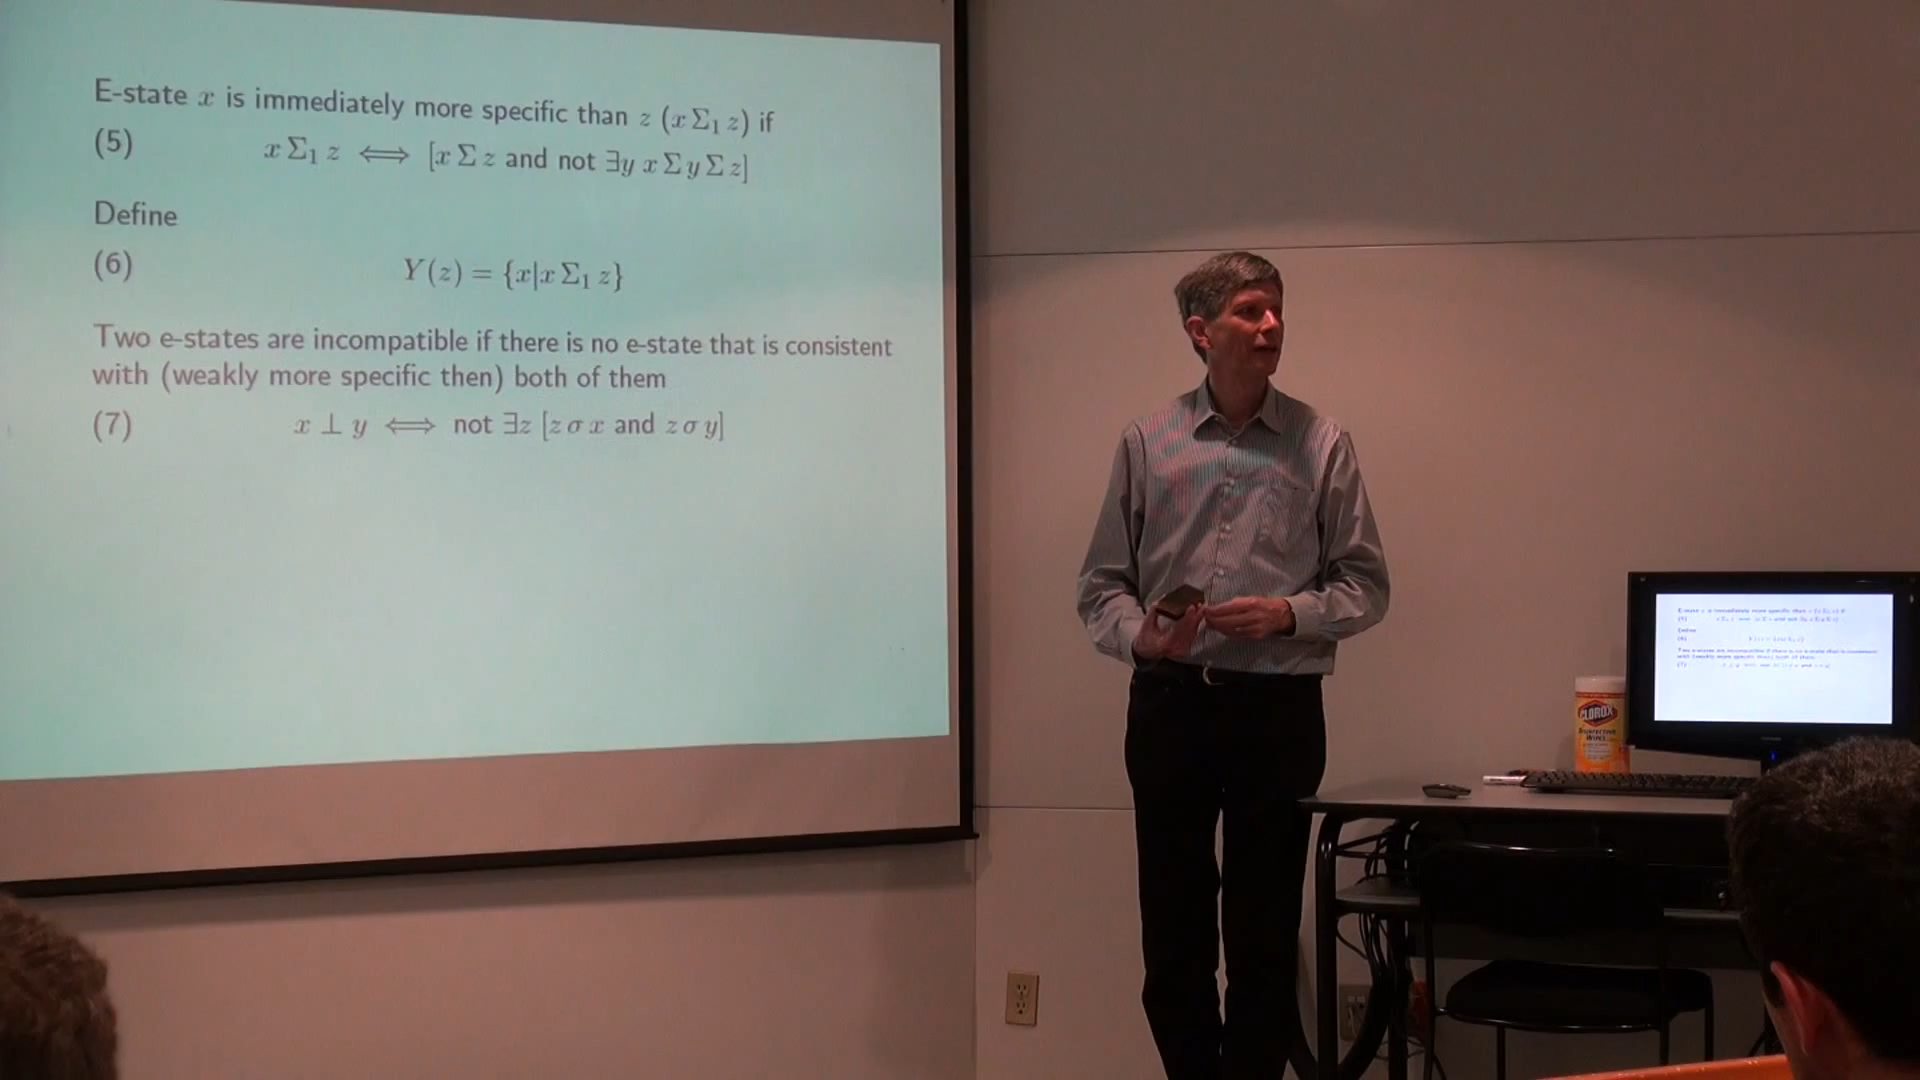 E-state x is immediately more specific than z (x Σ₁ z) if
(5) x Σ₁ z ⟺ [x Σ z and not ∃y x Σ y Σ z]
Define
(6) Y(z) = {x|x Σ₁ z}
Two e-states are incompatible if there is no e-state that is consistent
with (weakly more specific then) both of them
(7) x ⊥ y ⟺ not ∃z [z σ x and z σ y]
CLOROX